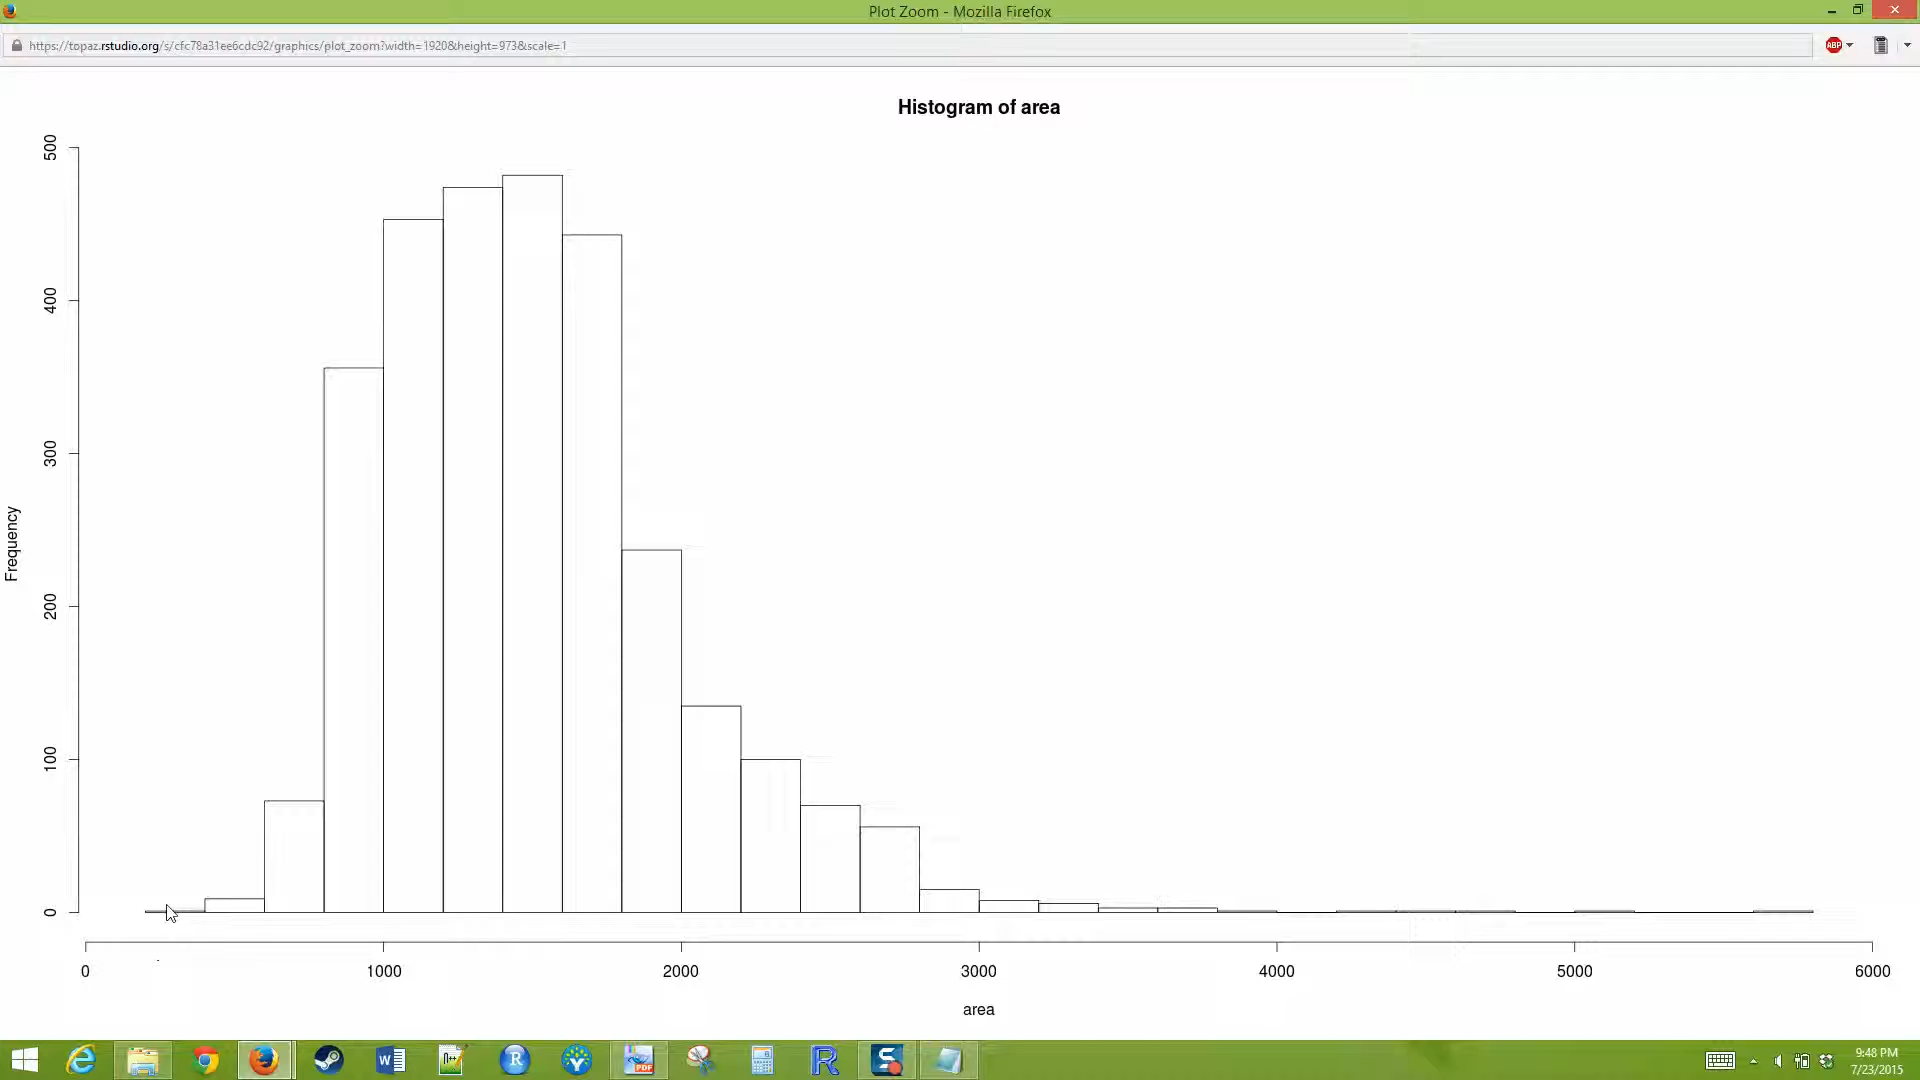 Plot Zoom - Mozilla Firefox
https://topaz.rstudio.org/s/cfc78a31ee6cdc92/graphics/plot_zoom?width=1920&height=973&scale=1
ABP
Histogram of area
500
400
300
200
100
0
Frequency
0 1000 2000 3000 4000 5000 6000
area
9:48 PM
7/23/2015